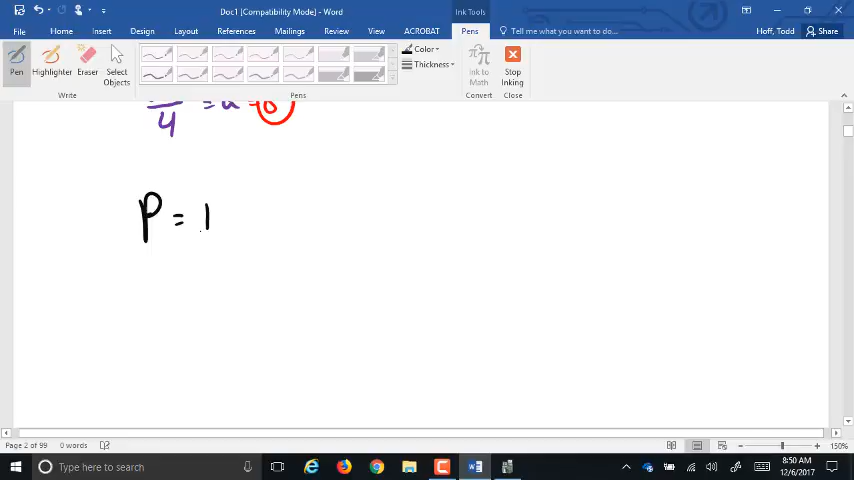 Doc1 [Compatibility Mode] - Word
Ink Tools
Hoff, Todd
File Home Insert Draw Design Layout References Mailings Review View ACROBAT Pens Tell me what you want to do... Share
Pen
Highlighter
Eraser
Select Objects
Color
Thickness
Ink to Math
Stop Inking
Write
Pens
Convert
Close
4
P = 1
Page 2 of 99 0 words
150%
Type here to search
8:50 AM
12/6/2017